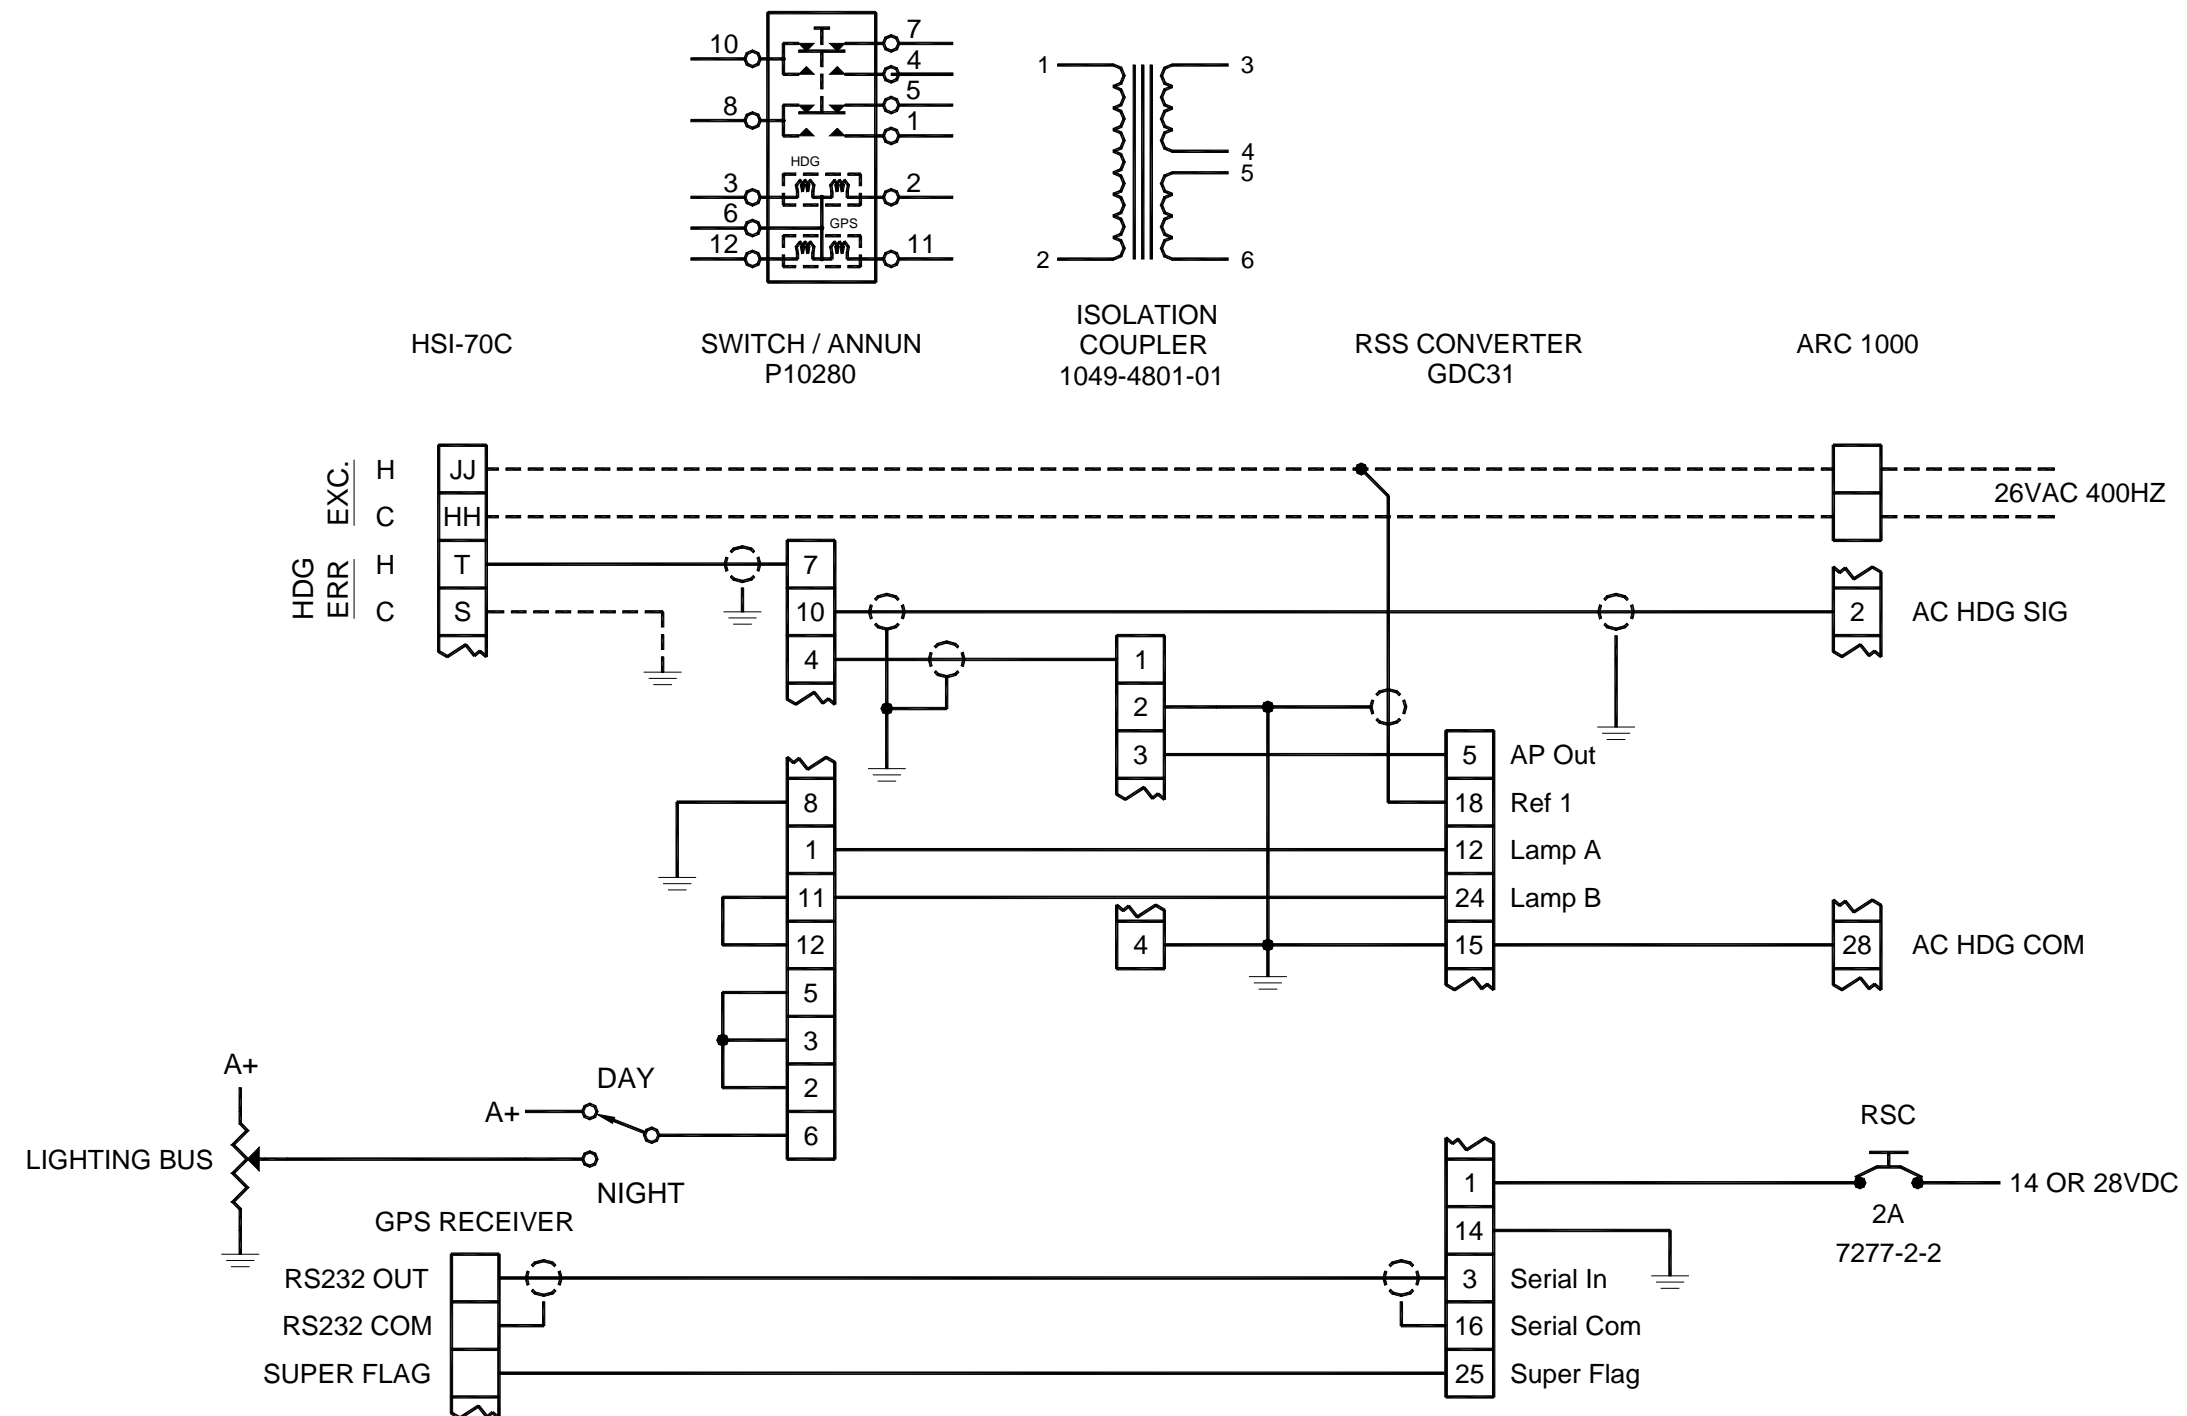 10 7
4
8 5
1
HDG
3 2
6 GPS
12 11
1 3
4
5
2 6
HSI-70C
SWITCH / ANNUN
P10280
ISOLATION
COUPLER
1049-4801-01
RSS CONVERTER
GDC31
ARC 1000
EXC.
H JJ
C HH
26VAC 400HZ
HDG
ERR
H T 7
C S 10 2 AC HDG SIG
4 1
2
3 5 AP Out
8 18 Ref 1
1 12 Lamp A
11 24 Lamp B
12 4 15 28 AC HDG COM
5
3
2
6
A+
DAY
A+
LIGHTING BUS
NIGHT
RSC
1 14 OR 28VDC
2A
7277-2-2
14
GPS RECEIVER
RS232 OUT 3 Serial In
RS232 COM 16 Serial Com
SUPER FLAG 25 Super Flag